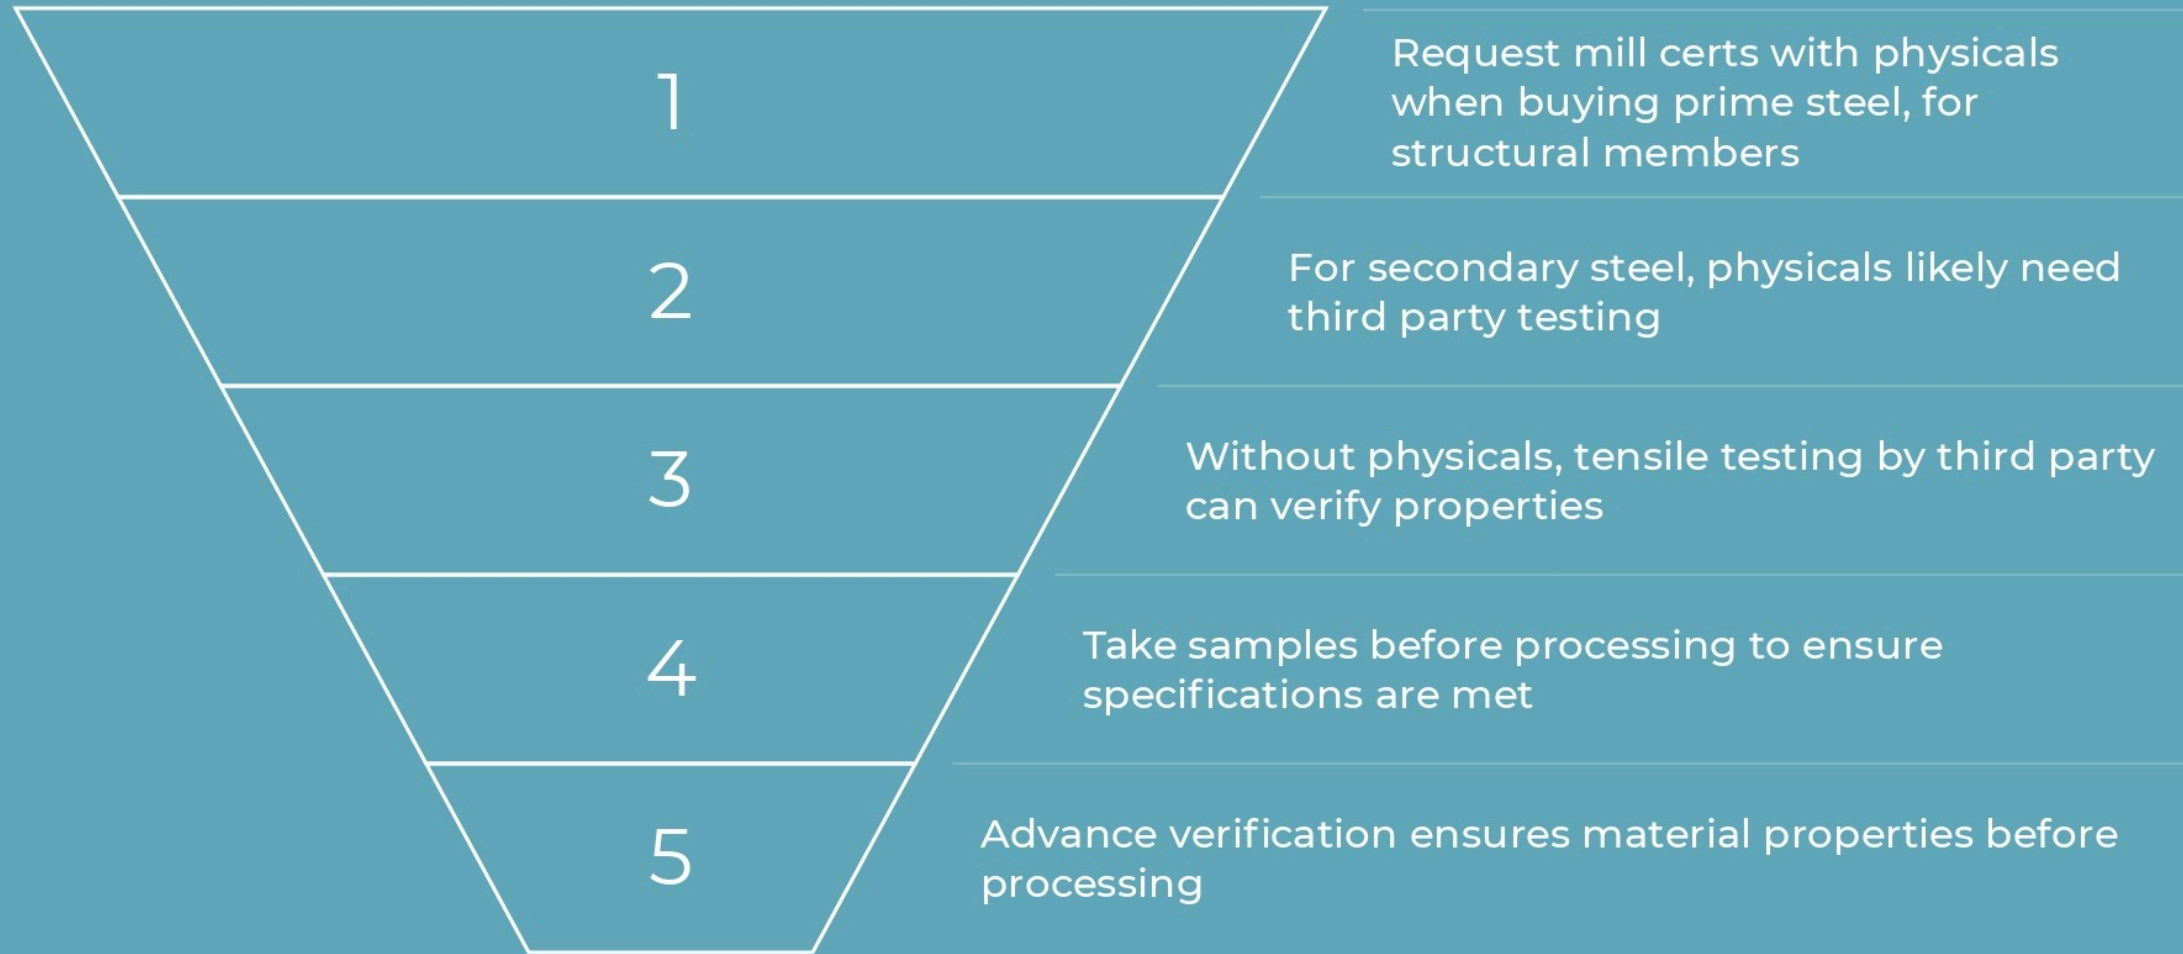 1
Request mill certs with physicals
when buying prime steel, for
structural members
2
For secondary steel, physicals likely need
third party testing
3
Without physicals, tensile testing by third party
can verify properties
4
Take samples before processing to ensure
specifications are met
5
Advance verification ensures material properties before
processing